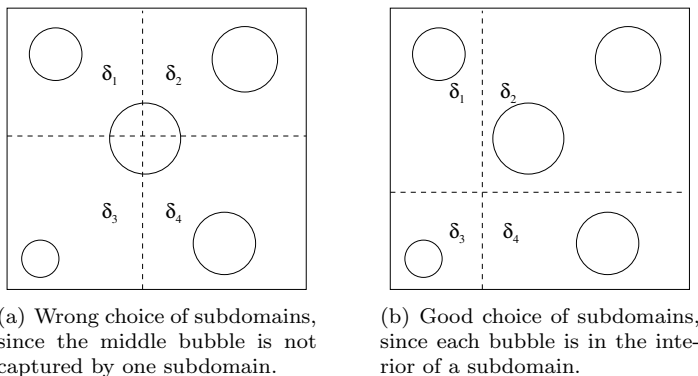 δ1
δ2
δ3
δ4
δ1
δ2
δ3
δ4
(a) Wrong choice of subdomains,
since the middle bubble is not
captured by one subdomain.
(b) Good choice of subdomains,
since each bubble is in the inte-
rior of a subdomain.